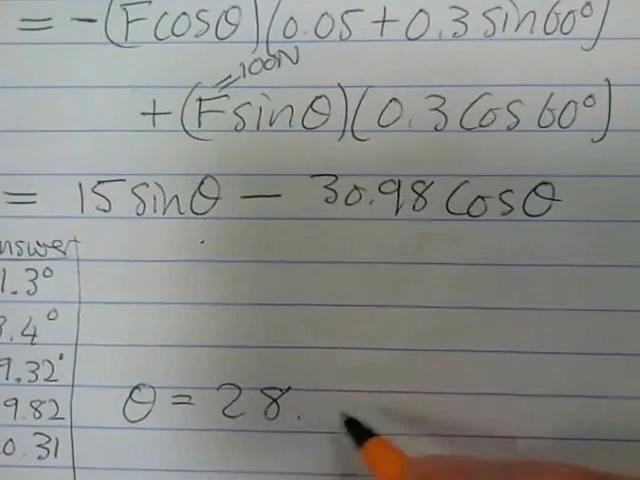 = -(Fcosθ)(0.05 + 0.3 sin60°)
=100N
+ (Fsinθ)(0.3 Cos 60°)
= 15 sinθ - 30.98 Cosθ
nswer
1.3°
.4°
9.32°
9.82
0.31
θ = 28.